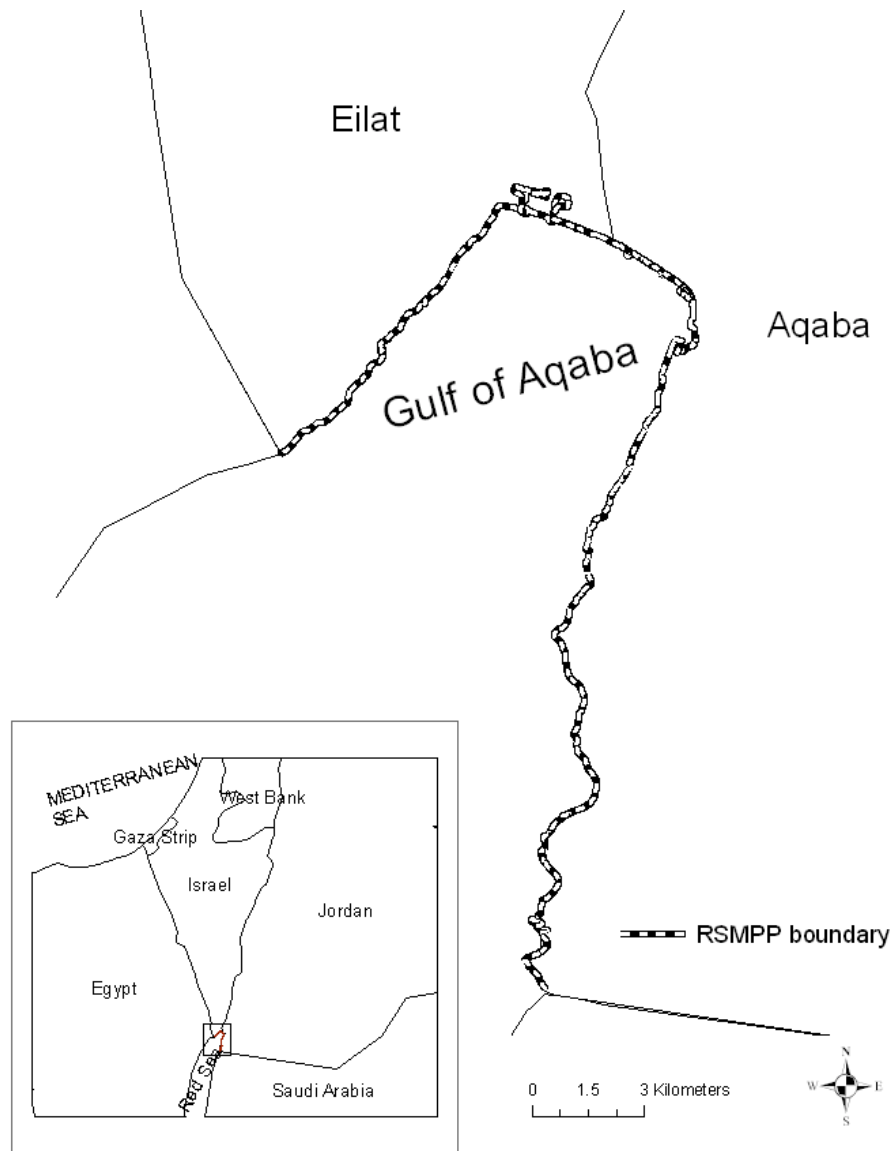 Eilat
Aqaba
Gulf of Aqaba
MEDITERRANEAN
SEA
West Bank
Gaza Strip
Israel
Jordan
Egypt
Red Sea
Saudi Arabia
RSMPP boundary
0 1.5 3 Kilometers
N
W E
S